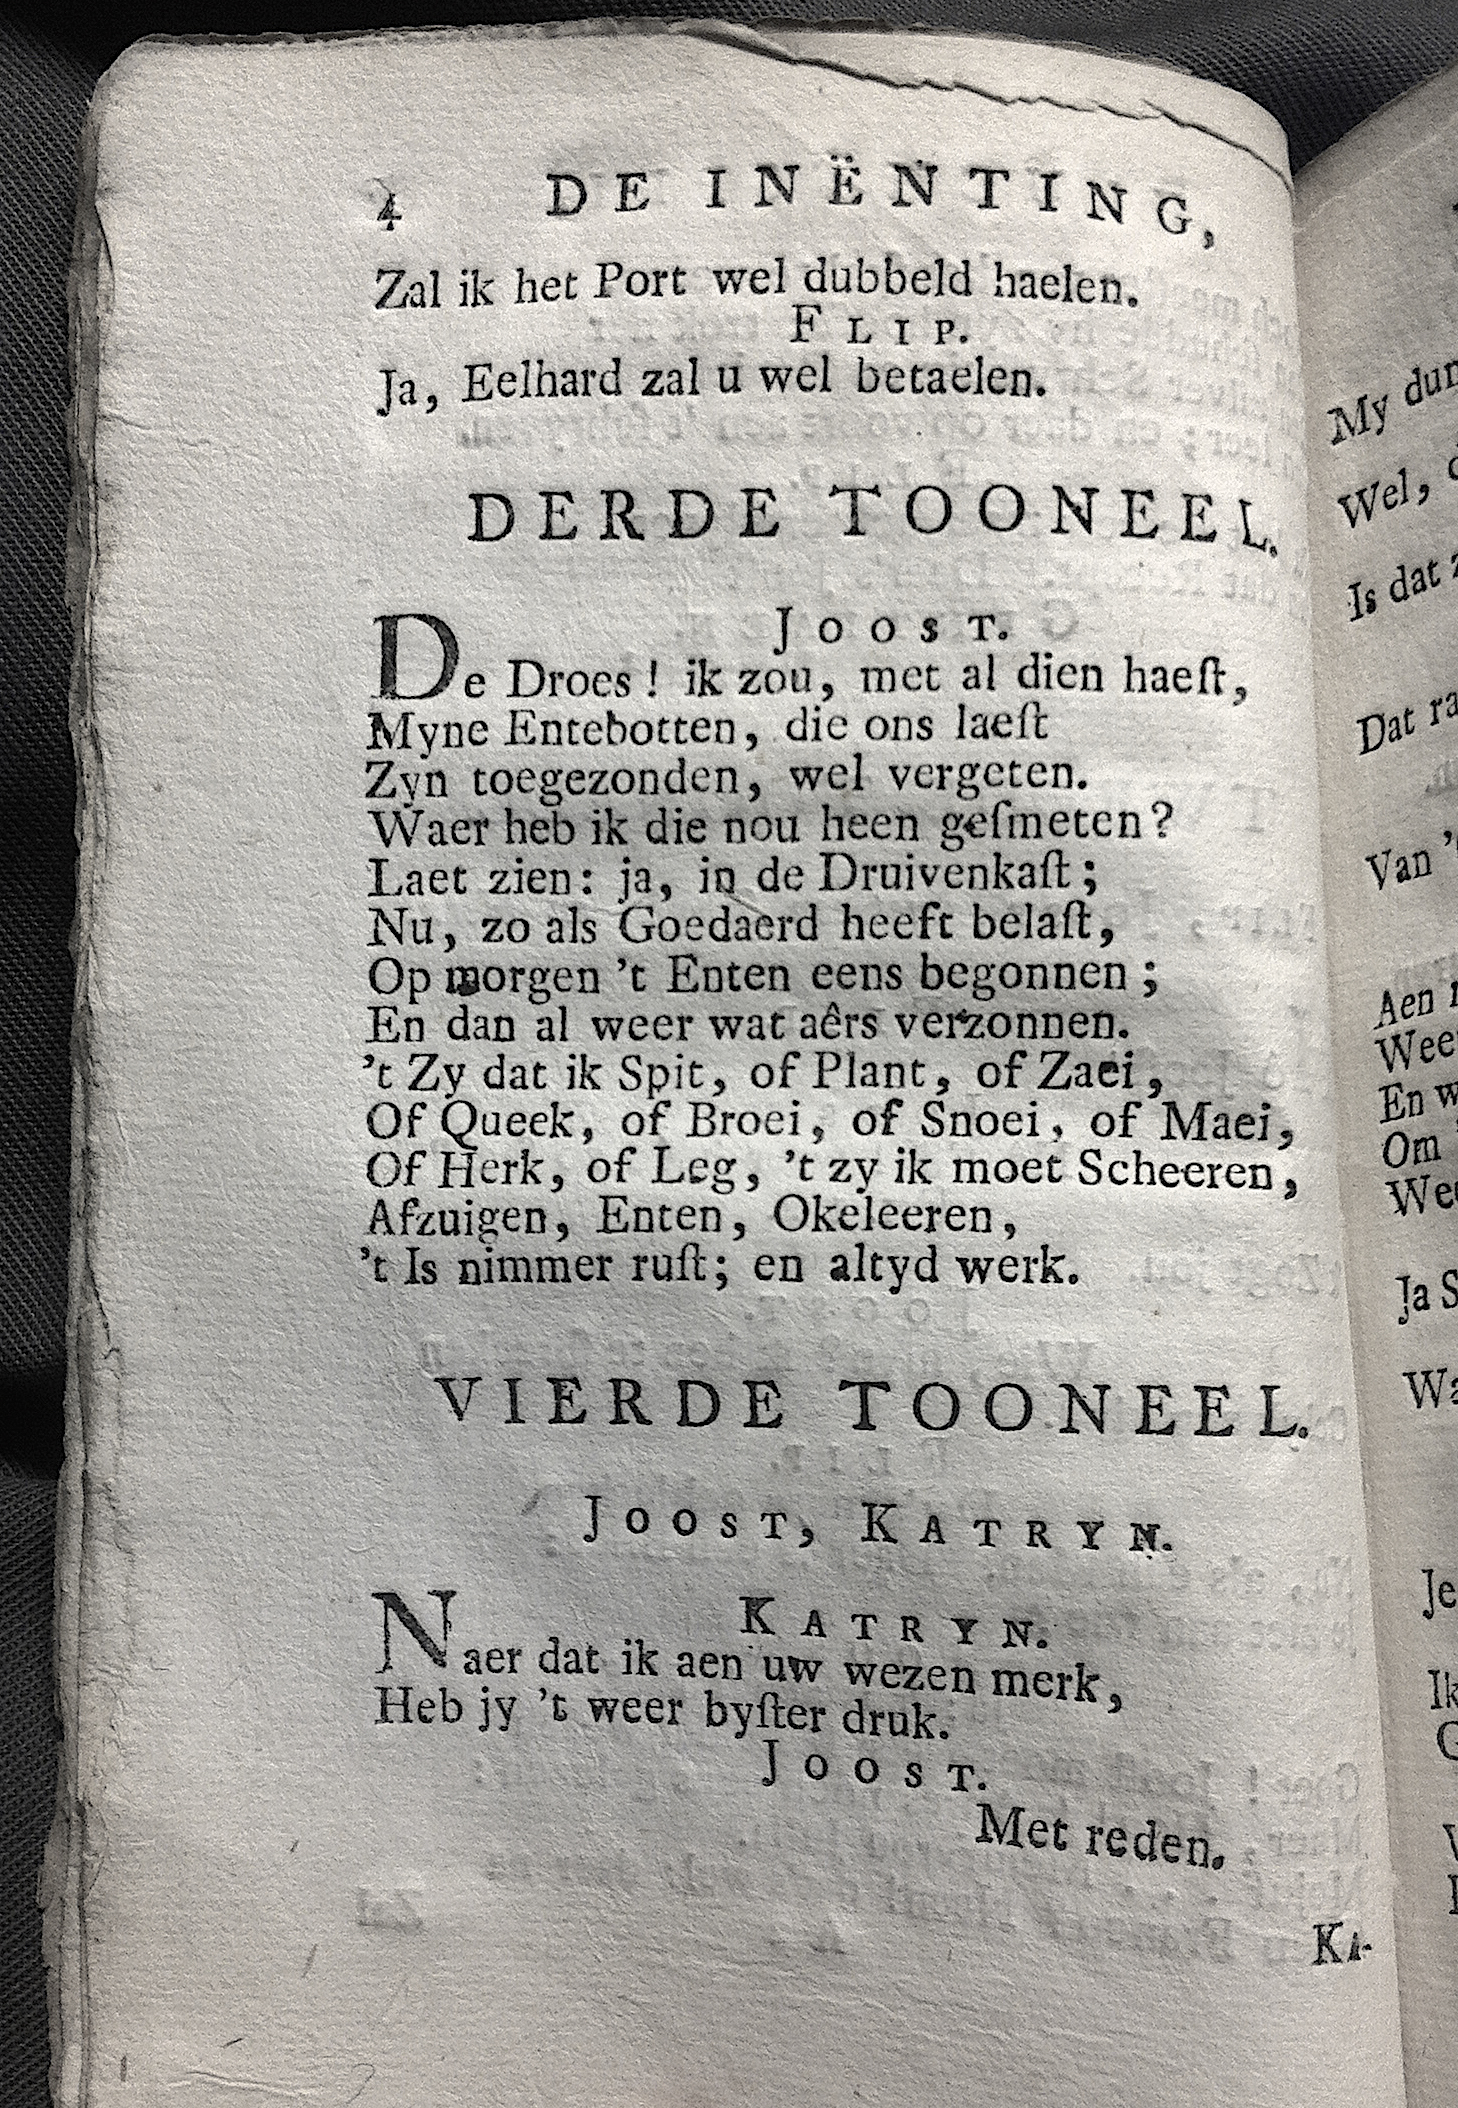 4 DE INËNTING,
Zal ik het Port wel dubbeld haelen.
FLIP.
Ja, Eelhard zal u wel betaelen.
DERDE TOONEEL.
JOOST.
De Droes! ik zou, met al dien haeſt,
Myne Entebotten, die ons laeſt
Zyn toegezonden, wel vergeten.
Waer heb ik die nou heen geſmeten?
Laet zien: ja, in de Druivenkaſt;
Nu, zo als Goedaerd heeft belaſt,
Op morgen 't Enten eens begonnen;
En dan al weer wat aêrs verzonnen.
't Zy dat ik Spit, of Plant, of Zaei,
Of Queek, of Broei, of Snoei, of Maei,
Of Herk, of Leg, 't zy ik moet Scheeren,
Afzuigen, Enten, Okeleeren,
't Is nimmer ruſt; en altyd werk.
VIERDE TOONEEL.
JOOST, KATRYN.
KATRYN.
Naer dat ik aen uw wezen merk,
Heb jy 't weer byſter druk.
JOOST.
Met reden.
KA-
My
Wel,
Is dat
Dat
Van
Aen
En
Om
Ja
Je
Ik